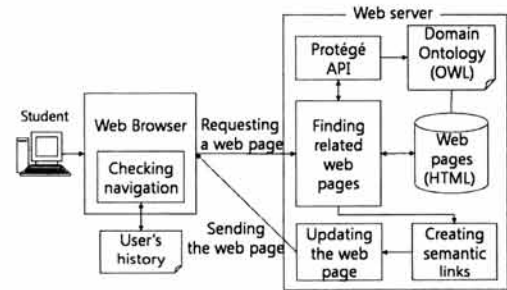 Web server
Protégé
API
Domain
Ontology
(OWL)
Student
Web Browser
Requesting
a web page
Finding
related
web
pages
Web
pages
(HTML)
Checking
navigation
User's
history
Sending
the web page
Updating
the web
page
Creating
semantic
links